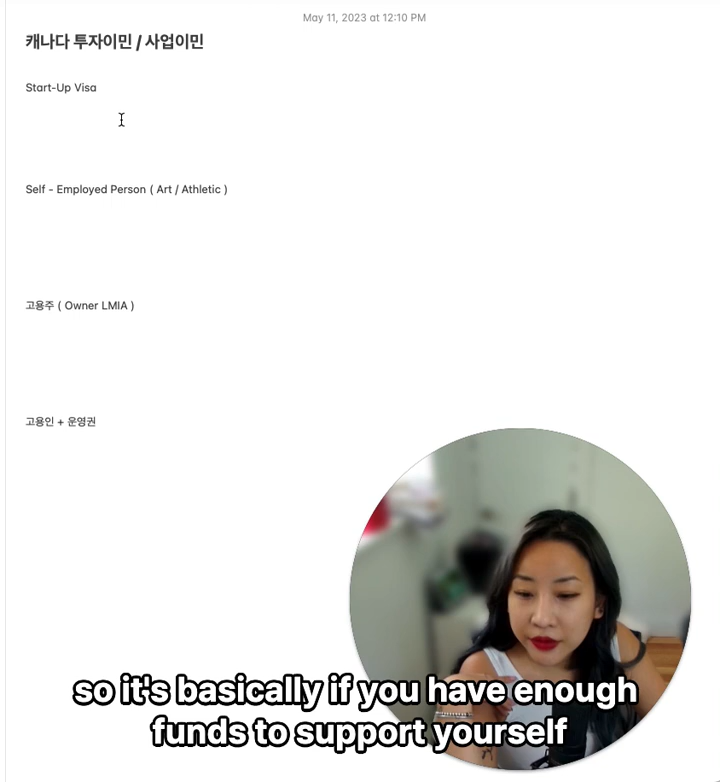 May 11, 2023 at 12:10 PM
캐나다 투자이민 / 사업이민
Start-Up Visa
Self - Employed Person ( Art / Athletic )
고용주 ( Owner LMIA )
고용인 + 운영권
so it's basically if you have enough
funds to support yourself